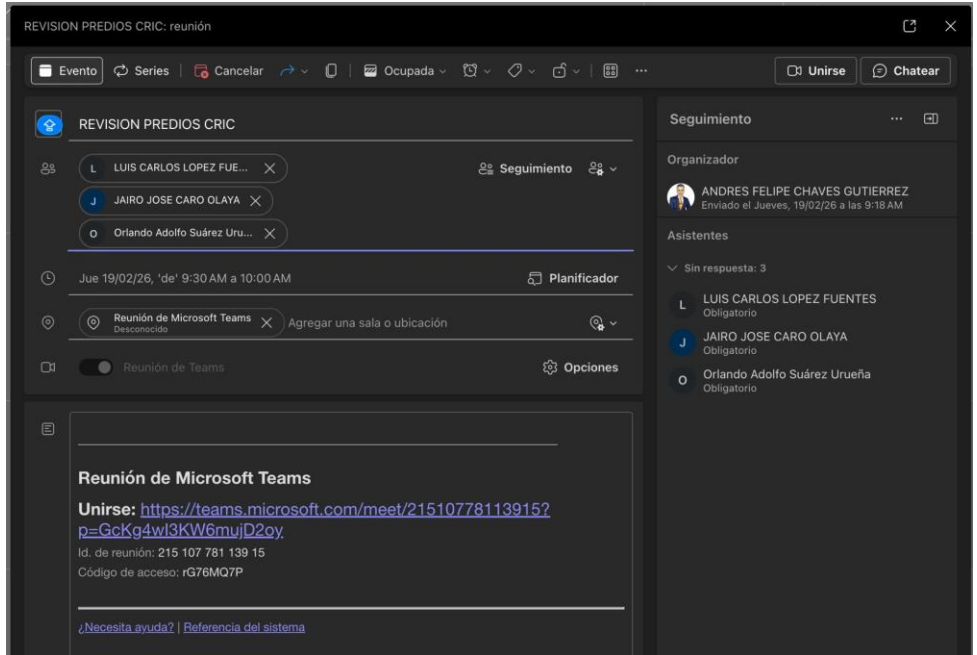 REVISION PREDIOS CRIC: reunión
Evento Series Cancelar Ocupada Unirse Chatear
REVISION PREDIOS CRIC
L LUIS CARLOS LOPEZ FUE...
Seguimiento
J JAIRO JOSE CARO OLAYA
O Orlando Adolfo Suárez Uru...
Jue 19/02/26, 'de' 9:30 AM a 10:00 AM
Planificador
Reunión de Microsoft Teams
Desconocido
Agregar una sala o ubicación
Reunión de Teams
Opciones
Reunión de Microsoft Teams
Unirse: https://teams.microsoft.com/meet/21510778113915?
p=GcKg4wI3KW6mujD2oy
Id. de reunión: 215 107 781 139 15
Código de acceso: rG76MQ7P
¿Necesita ayuda? | Referencia del sistema
Seguimiento
Organizador
ANDRES FELIPE CHAVES GUTIERREZ
Enviado el Jueves, 19/02/26 a las 9:18 AM
Asistentes
Sin respuesta: 3
L LUIS CARLOS LOPEZ FUENTES
Obligatorio
J JAIRO JOSE CARO OLAYA
Obligatorio
O Orlando Adolfo Suárez Urueña
Obligatorio